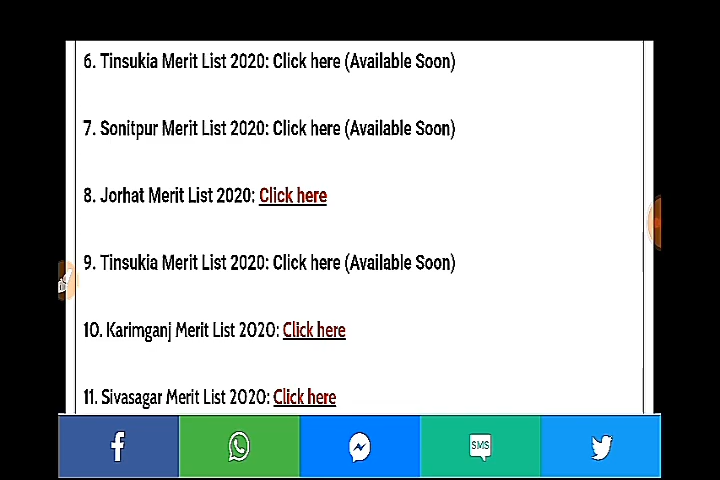 6. Tinsukia Merit List 2020: Click here (Available Soon)
7. Sonitpur Merit List 2020: Click here (Available Soon)
8. Jorhat Merit List 2020: Click here
9. Tinsukia Merit List 2020: Click here (Available Soon)
10. Karimganj Merit List 2020: Click here
11. Sivasagar Merit List 2020: Click here
SMS